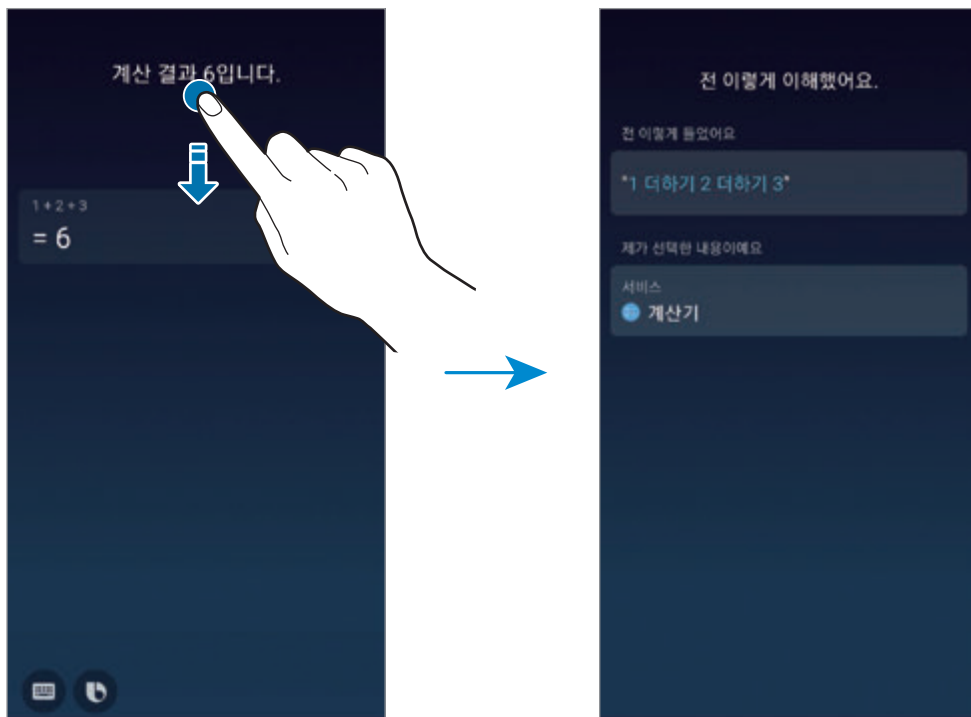 계산 결과 6입니다.
1+2+3
= 6
전 이렇게 이해했어요.
전 이렇게 들었어요
"1 더하기 2 더하기 3"
제가 선택한 내용이예요
서비스
계산기